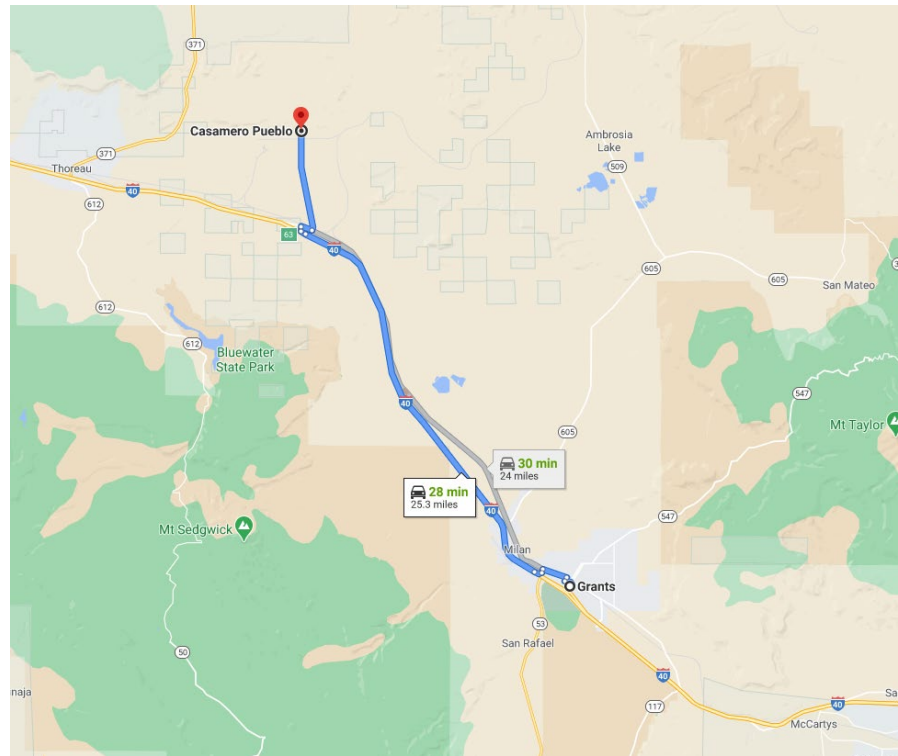 371
Casamero Pueblo
Ambrosia
Lake
371
Thoreau
509
40
612
63
40
605
605
San Mateo
612
612
Bluewater
State Park
547
40
605
Mt Taylor
30 min
24 miles
28 min
25.3 miles
40
547
Mt Sedgwick
Milan
Grants
53
San Rafael
50
40
naja
117
40
Sa
McCartys